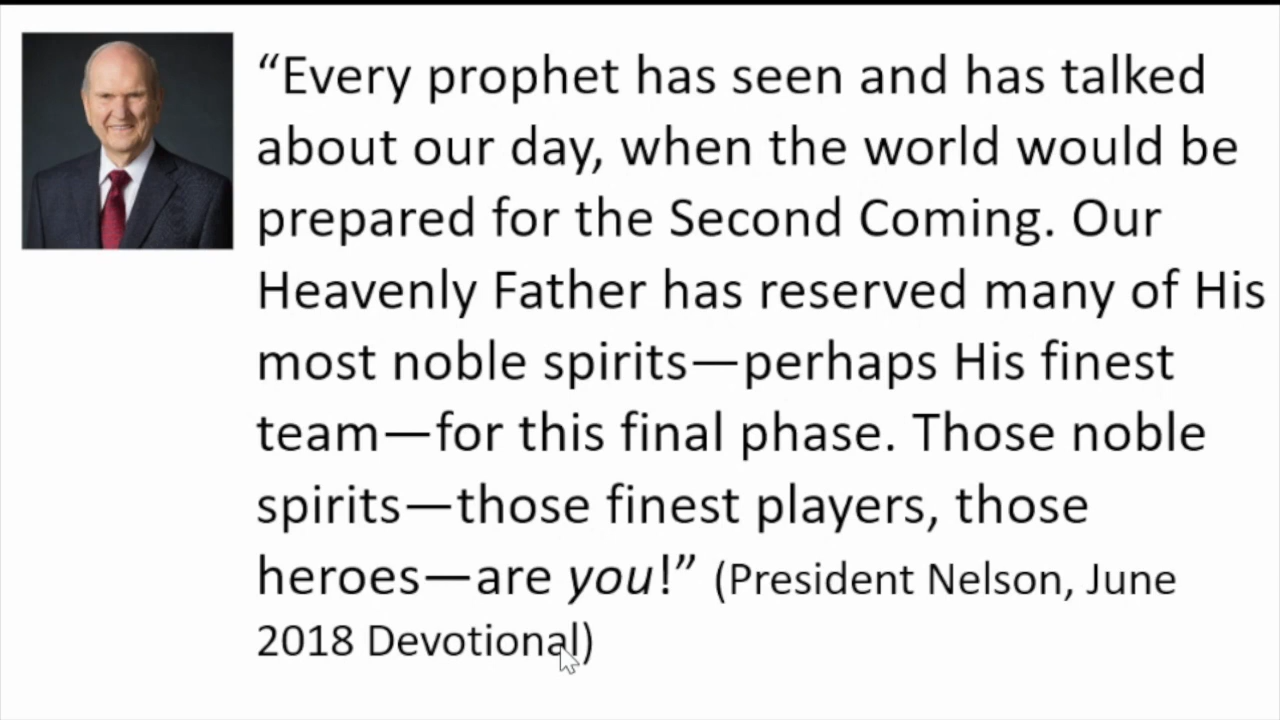 “Every prophet has seen and has talked
about our day, when the world would be
prepared for the Second Coming. Our
Heavenly Father has reserved many of His
most noble spirits—perhaps His finest
team—for this final phase. Those noble
spirits—those finest players, those
heroes—are you!” (President Nelson, June
2018 Devotional)